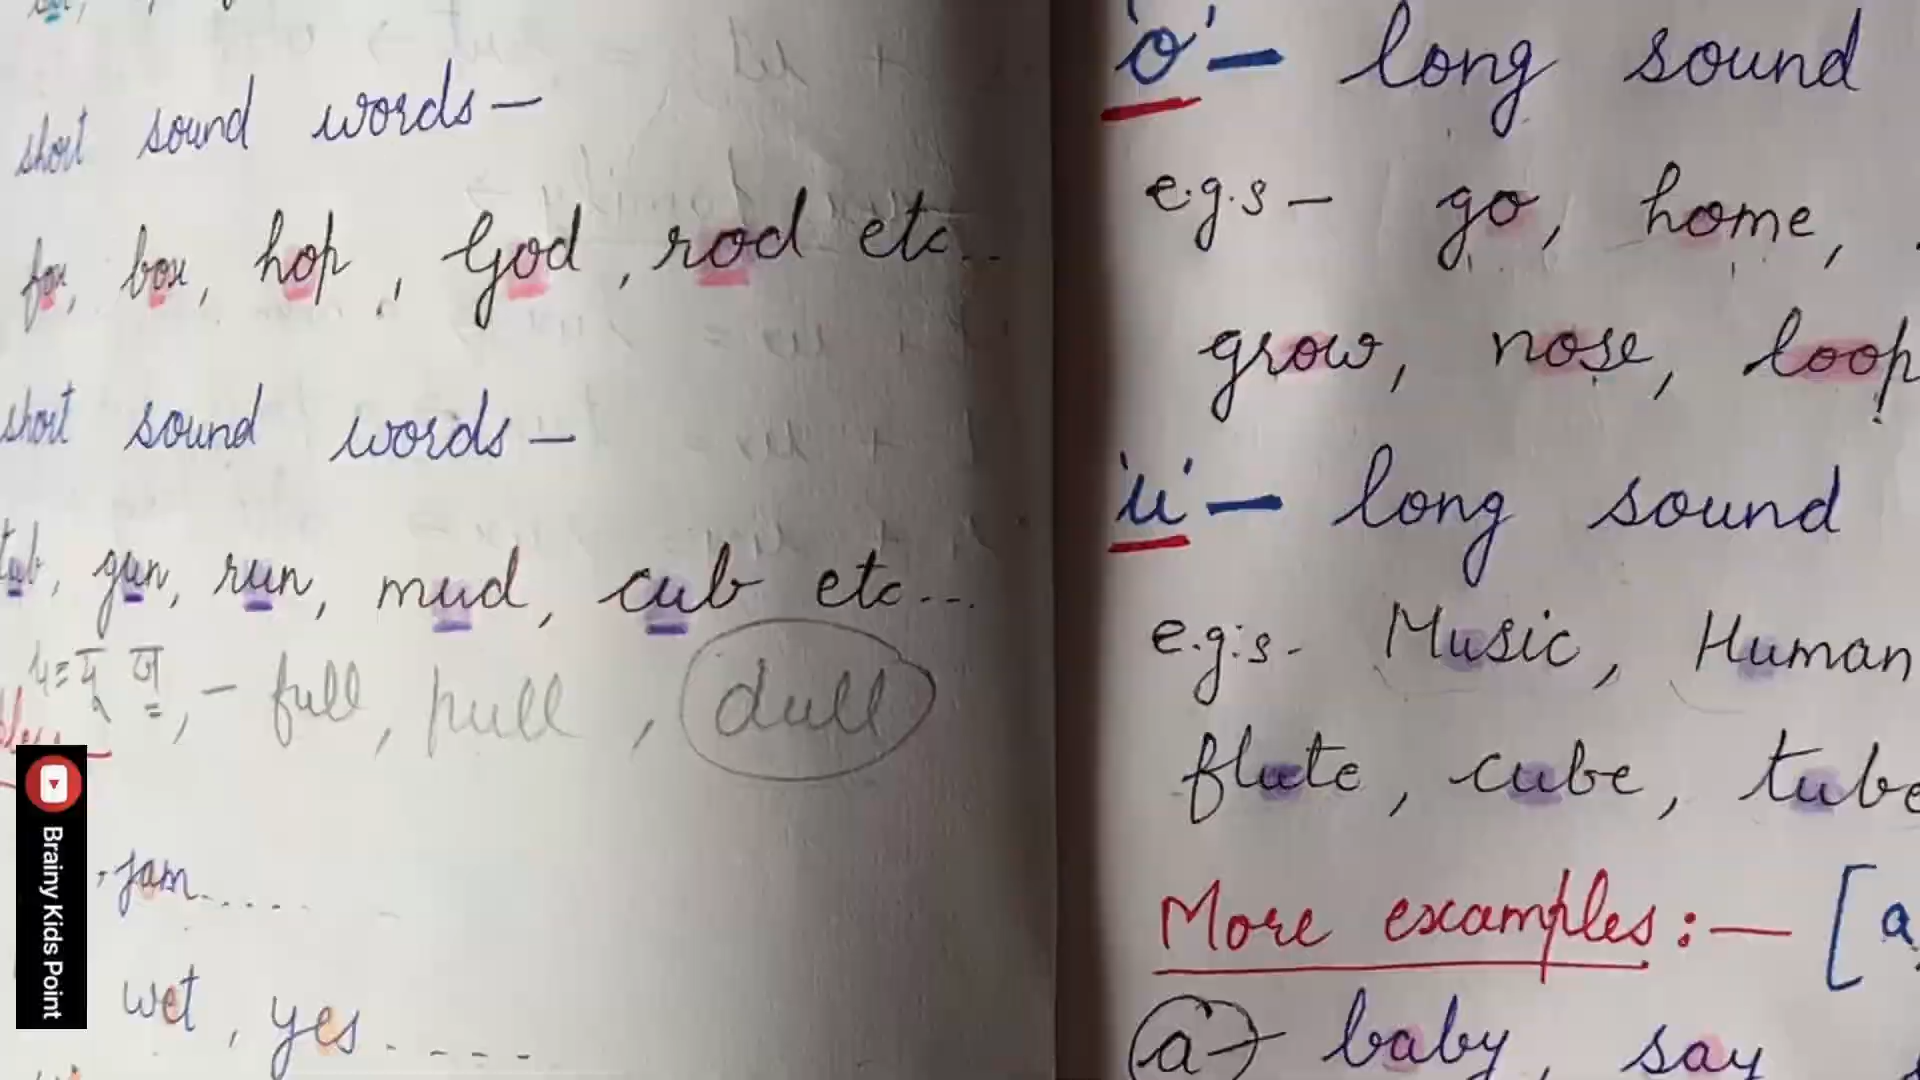 short sound words —
fox, box, hop, God, rod etc...
short sound words —
tub, gun, run, mud, cub etc...
— full, pull, dull
jam.....
wet, yes.....
'o' — long sound
e.g.s — go, home,
grow, nose, loop
'u' — long sound
e.g.s- Music, Human
flute, cube, tube
More examples :— [a,
a → baby, say
Brainy Kids Point